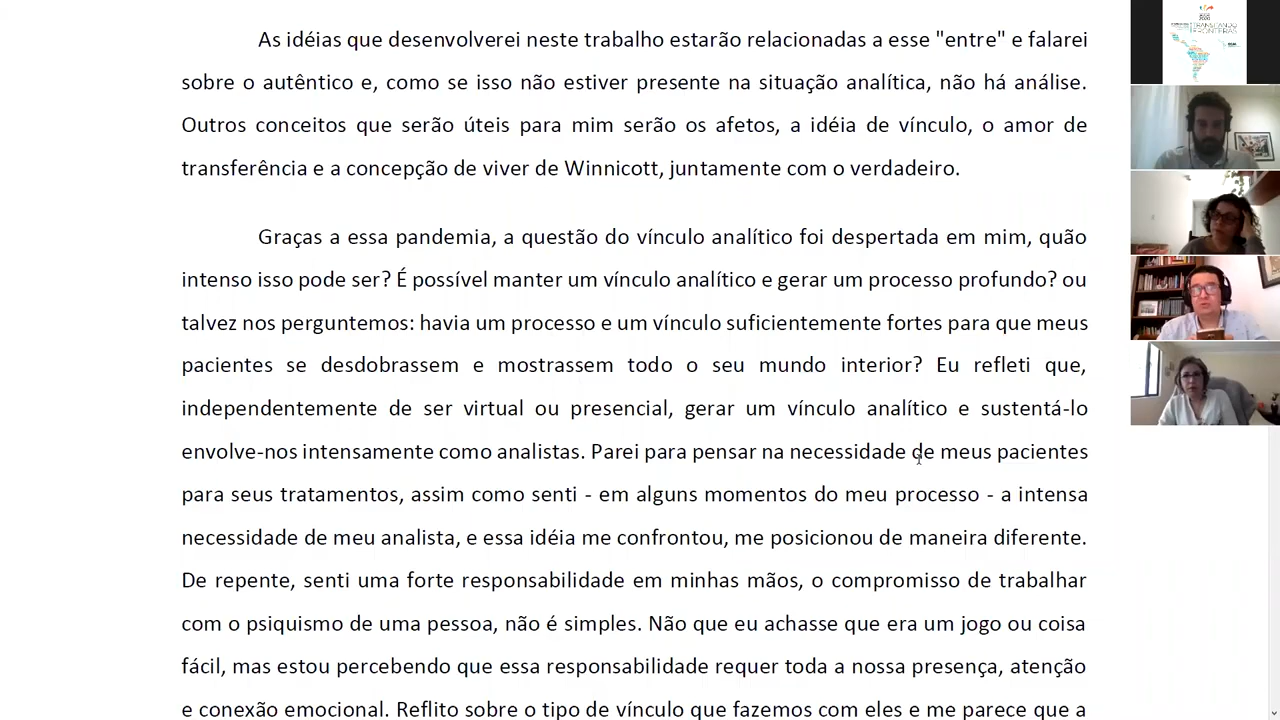 As idéias que desenvolverei neste trabalho estarão relacionadas a esse "entre" e falarei
sobre o autêntico e, como se isso não estiver presente na situação analítica, não há análise.
Outros conceitos que serão úteis para mim serão os afetos, a idéia de vínculo, o amor de
transferência e a concepção de viver de Winnicott, juntamente com o verdadeiro.
Graças a essa pandemia, a questão do vínculo analítico foi despertada em mim, quão
intenso isso pode ser? É possível manter um vínculo analítico e gerar um processo profundo? ou
talvez nos perguntemos: havia um processo e um vínculo suficientemente fortes para que meus
pacientes se desdobrassem e mostrassem todo o seu mundo interior? Eu refleti que,
independentemente de ser virtual ou presencial, gerar um vínculo analítico e sustentá-lo
envolve-nos intensamente como analistas. Parei para pensar na necessidade de meus pacientes
para seus tratamentos, assim como senti - em alguns momentos do meu processo - a intensa
necessidade de meu analista, e essa idéia me confrontou, me posicionou de maneira diferente.
De repente, senti uma forte responsabilidade em minhas mãos, o compromisso de trabalhar
com o psiquismo de uma pessoa, não é simples. Não que eu achasse que era um jogo ou coisa
fácil, mas estou percebendo que essa responsabilidade requer toda a nossa presença, atenção
e conexão emocional. Reflito sobre o tipo de vínculo que fazemos com eles e me parece que a
TRANSITANDO
FRONTEIRAS